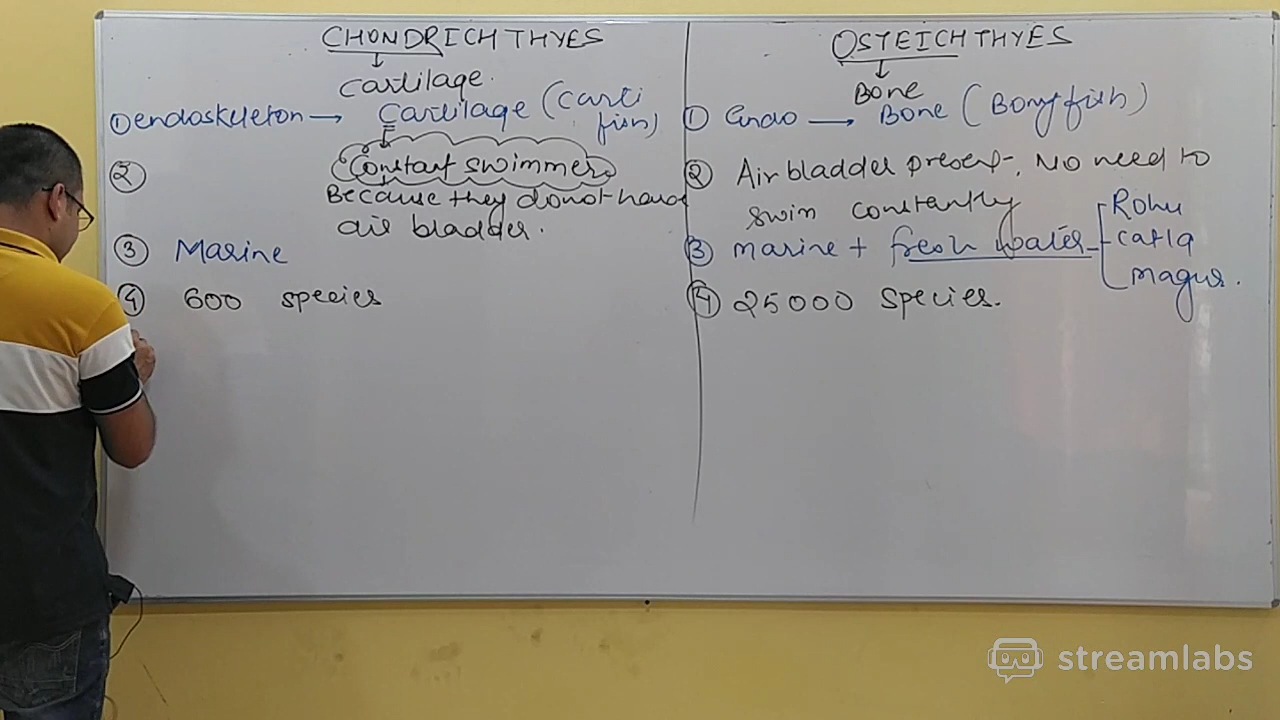 CHONDRICHTHYES
Cartilage.
① endoskeleton → Cartilage (Carti
fish)
② Constant swimmer
Because they donot have
air bladder.
③ Marine
④ 600 species
OSTEICHTHYES
Bone
① Endo → Bone (Bony fish)
② Air bladder present, No need to
swim constantly
③ marine + fresh water
Rohu
catla
magur.
④ 25000 species.
streamlabs